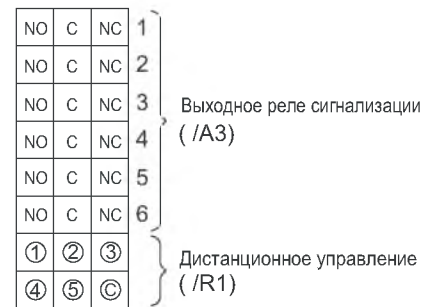 NO C NC 1
NO C NC 2
NO C NC 3
NO C NC 4
NO C NC 5
NO C NC 6
Выходное реле сигнализации
( /A3)
① ② ③
④ ⑤ Ⓒ
Дистанционное управление
( /R1)